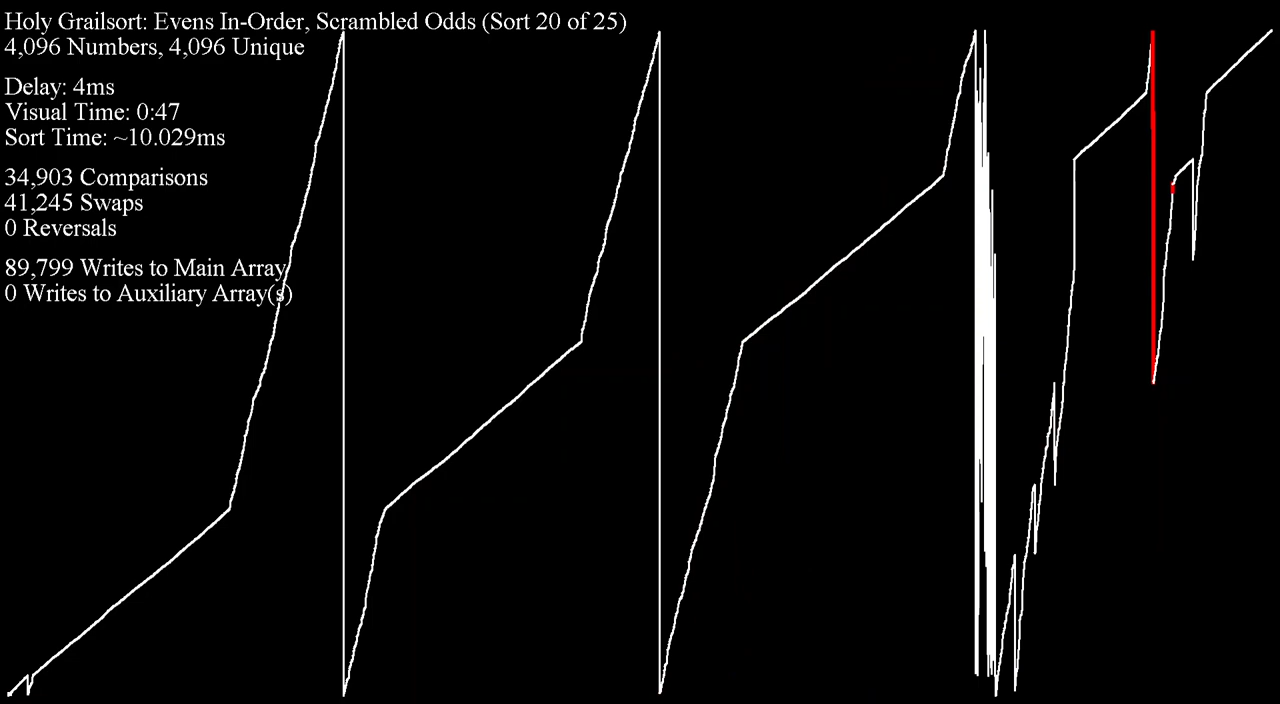 Holy Grailsort: Evens In-Order, Scrambled Odds (Sort 20 of 25)
4,096 Numbers, 4,096 Unique
Delay: 4ms
Visual Time: 0:47
Sort Time: ~10.029ms
34,903 Comparisons
41,245 Swaps
0 Reversals
89,799 Writes to Main Array
0 Writes to Auxiliary Array(s)